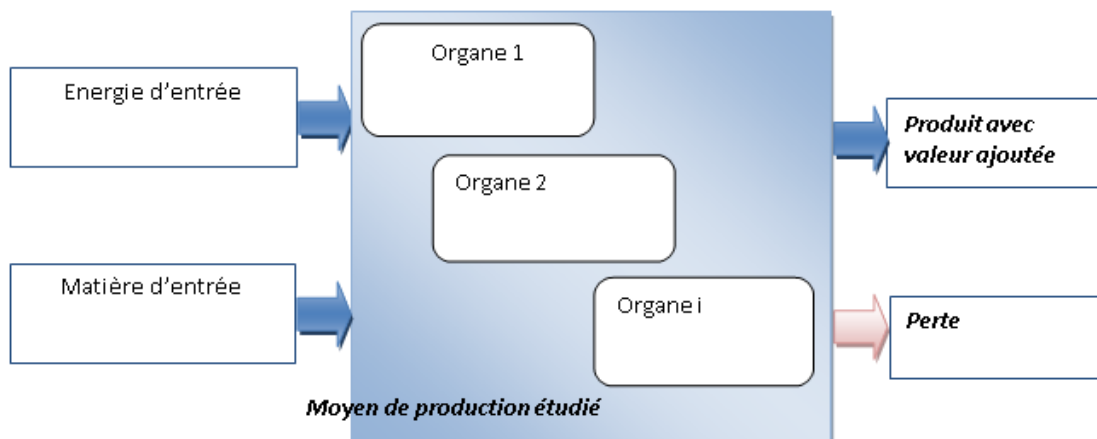 Organe 1
Energie d'entrée
Produit avec
valeur ajoutée
Organe 2
Matière d'entrée
Organe i
Perte
Moyen de production étudié